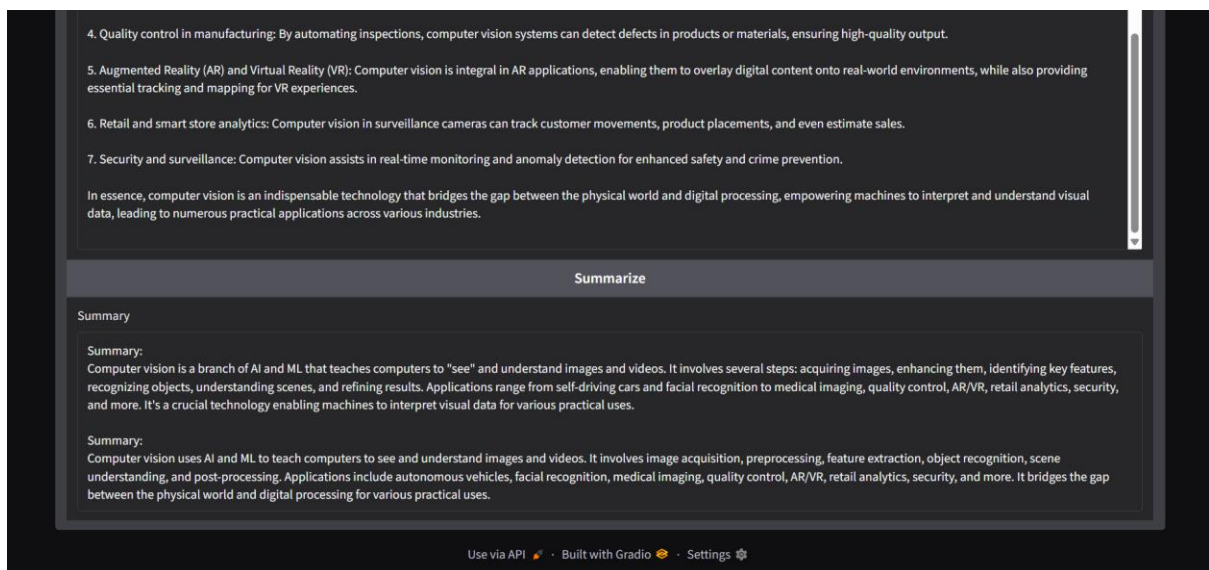 4. Quality control in manufacturing: By automating inspections, computer vision systems can detect defects in products or materials, ensuring high-quality output.
5. Augmented Reality (AR) and Virtual Reality (VR): Computer vision is integral in AR applications, enabling them to overlay digital content onto real-world environments, while also providing
essential tracking and mapping for VR experiences.
6. Retail and smart store analytics: Computer vision in surveillance cameras can track customer movements, product placements, and even estimate sales.
7. Security and surveillance: Computer vision assists in real-time monitoring and anomaly detection for enhanced safety and crime prevention.
In essence, computer vision is an indispensable technology that bridges the gap between the physical world and digital processing, empowering machines to interpret and understand visual
data, leading to numerous practical applications across various industries.
Summarize
Summary
Summary:
Computer vision is a branch of AI and ML that teaches computers to "see" and understand images and videos. It involves several steps: acquiring images, enhancing them, identifying key features,
recognizing objects, understanding scenes, and refining results. Applications range from self-driving cars and facial recognition to medical imaging, quality control, AR/VR, retail analytics, security,
and more. It's a crucial technology enabling machines to interpret visual data for various practical uses.
Summary:
Computer vision uses AI and ML to teach computers to see and understand images and videos. It involves image acquisition, preprocessing, feature extraction, object recognition, scene
understanding, and post-processing. Applications include autonomous vehicles, facial recognition, medical imaging, quality control, AR/VR, retail analytics, security, and more. It bridges the gap
between the physical world and digital processing for various practical uses.
Use via API · Built with Gradio · Settings